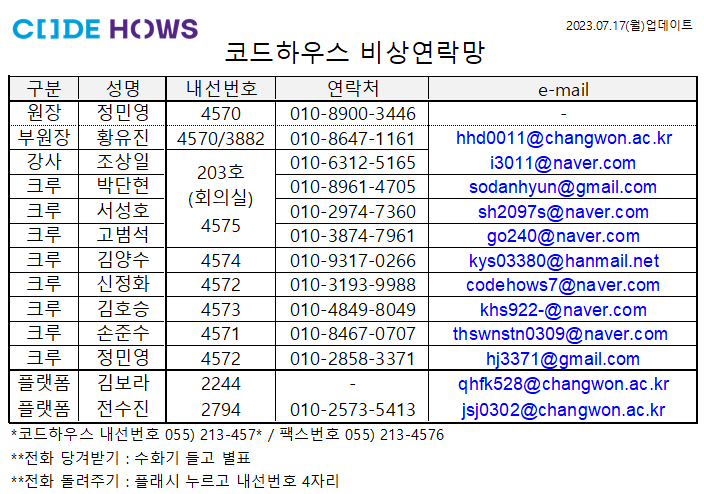 CODE HOWS
2023.07.17(월)업데이트
코드하우스 비상연락망
구분 성명 내선번호 연락처 e-mail
원장 정민영 4570 010-8900-3446 -
부원장 황유진 4570/3882 010-8647-1161 hhd0011@changwon.ac.kr
강사 조상일 203호 (회의실) 4575 010-6312-5165 i3011@naver.com
크루 박단현 010-8961-4705 sodanhyun@gmail.com
크루 서성호 010-2974-7360 sh2097s@naver.com
크루 고범석 010-3874-7961 go240@naver.com
크루 김양수 4574 010-9317-0266 kys03380@hanmail.net
크루 신정화 4572 010-3193-9988 codehows7@naver.com
크루 김호승 4573 010-4849-8049 khs922-@naver.com
크루 손준수 4571 010-8467-0707 thswnstn0309@naver.com
크루 정민영 4572 010-2858-3371 hj3371@gmail.com
플랫폼 김보라 2244 - qhfk528@changwon.ac.kr
플랫폼 전수진 2794 010-2573-5413 jsj0302@changwon.ac.kr
*코드하우스 내선번호 055) 213-457* / 팩스번호 055) 213-4576
**전화 당겨받기 : 수화기 들고 별표
**전화 돌려주기 : 플래시 누르고 내선번호 4자리